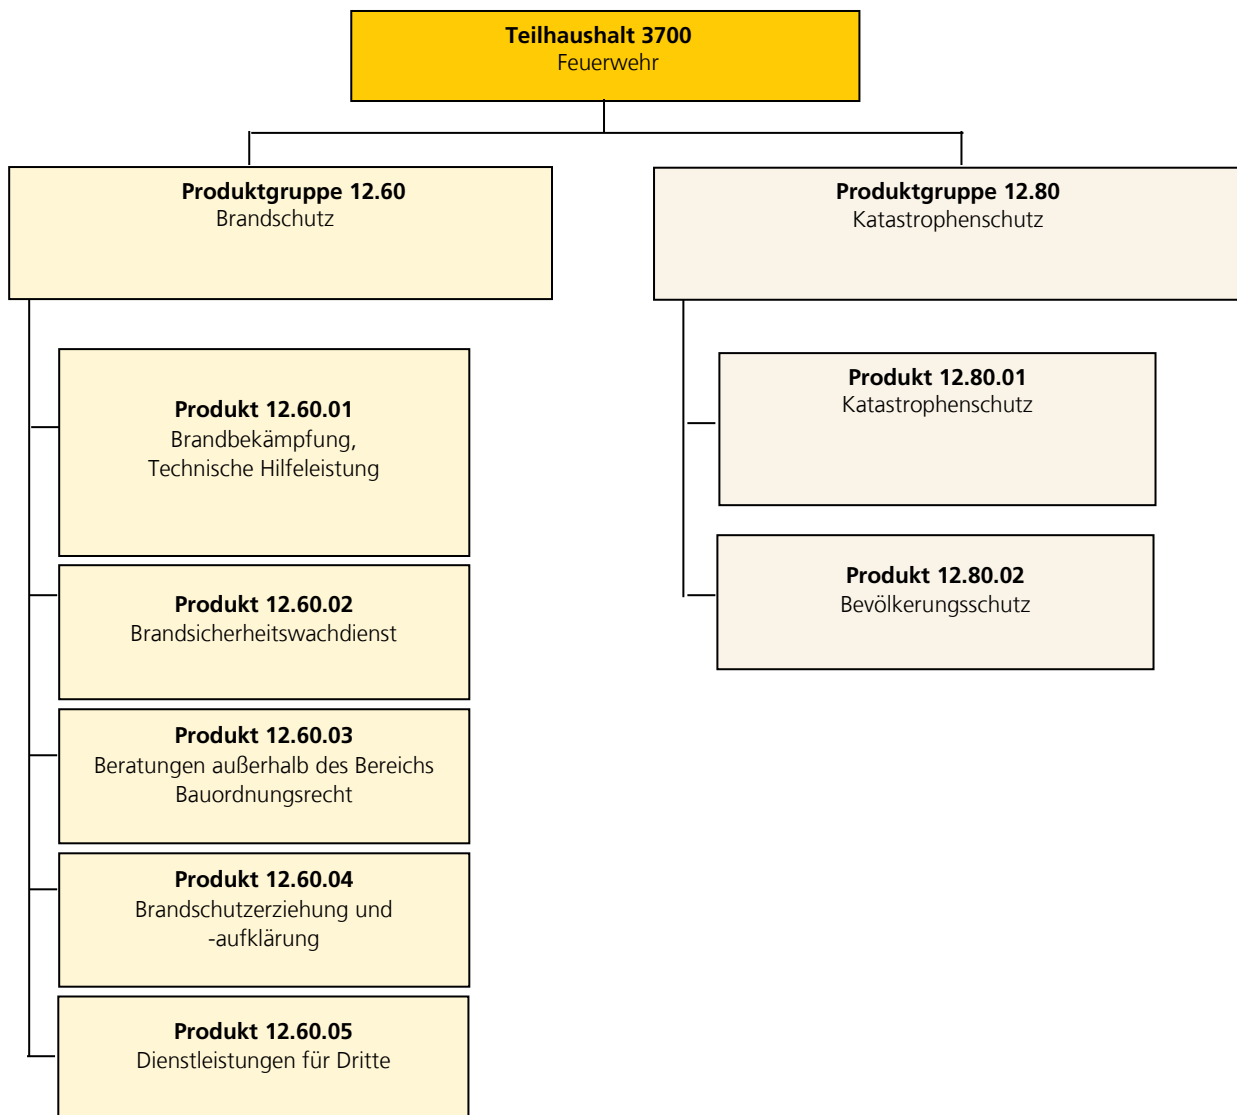 Teilhaushalt 3700
Feuerwehr
Produktgruppe 12.60
Brandschutz
Produkt 12.60.01
Brandbekämpfung,
Technische Hilfeleistung
Produkt 12.60.02
Brandsicherheitswachdienst
Produkt 12.60.03
Beratungen außerhalb des Bereichs
Bauordnungsrecht
Produkt 12.60.04
Brandschutzerziehung und
-aufklärung
Produkt 12.60.05
Dienstleistungen für Dritte
Produktgruppe 12.80
Katastrophenschutz
Produkt 12.80.01
Katastrophenschutz
Produkt 12.80.02
Bevölkerungsschutz